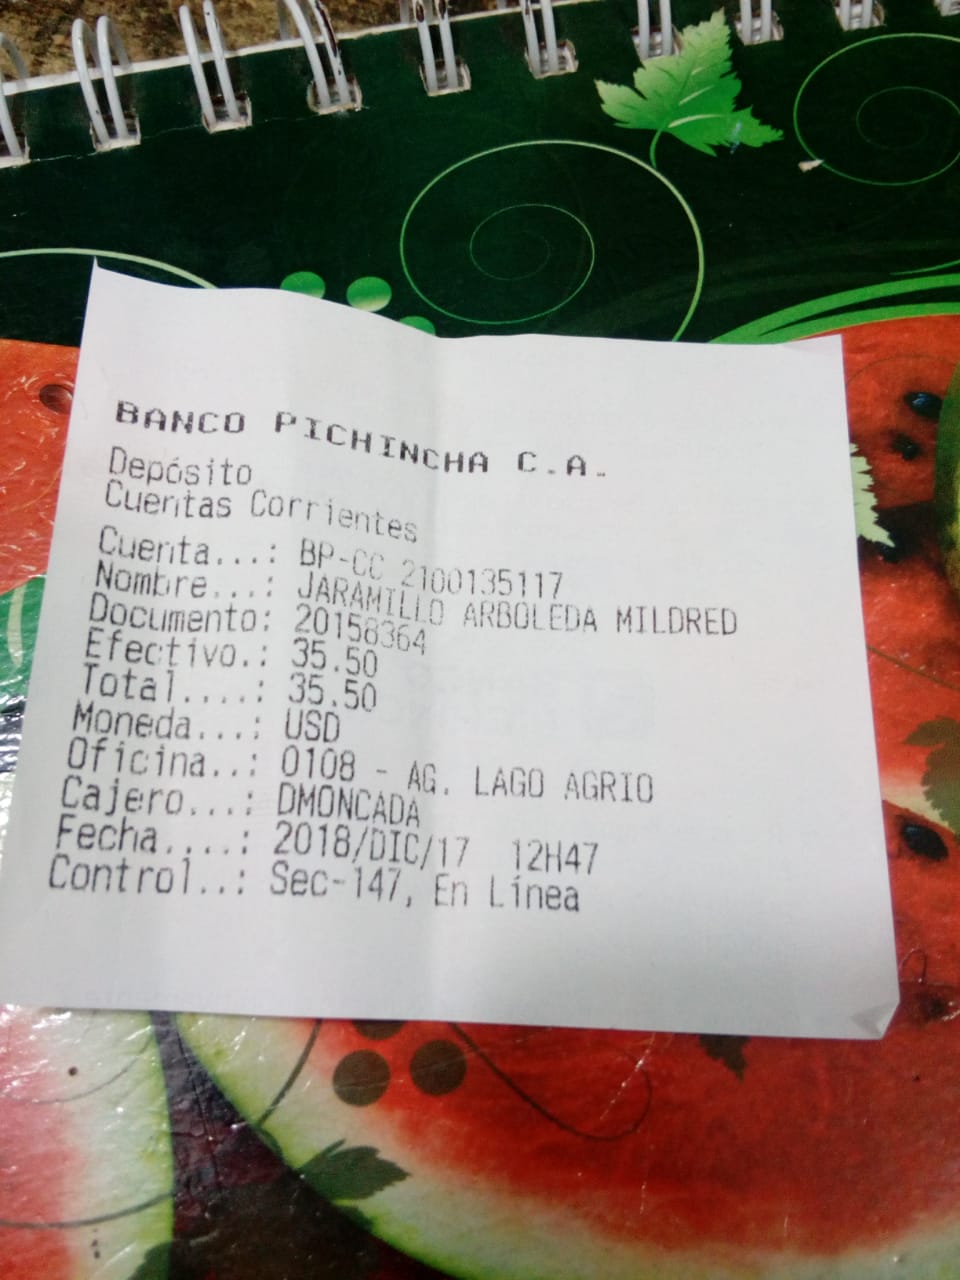 BANCO PICHINCHA C.A.
Depósito
Cuentas Corrientes
Cuenta...: BP-CC 2100135117
Nombre...: JARAMILLO ARBOLEDA MILDRED
Documento: 20158364
Efectivo.: 35.50
Total....: 35.50
Moneda...: USD
Oficina..: 0108 - AG. LAGO AGRIO
Cajero...: DMONCADA
Fecha....: 2018/DIC/17 12H47
Control..: Sec-147, En Línea